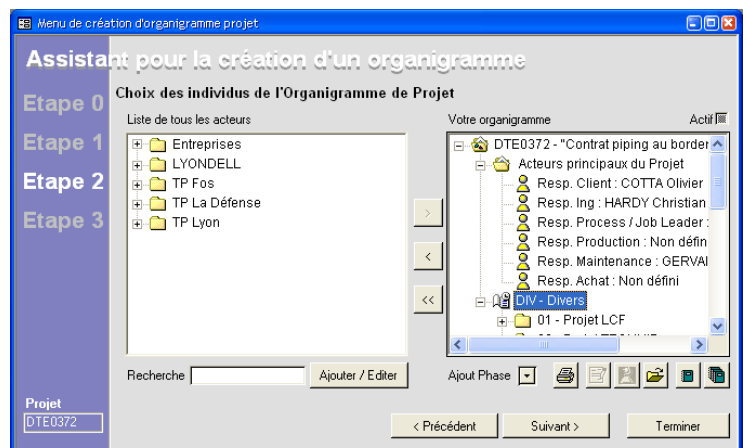 Menu de création d'organigramme projet
Assistant pour la création d'un organigramme
Etape 0
Etape 1
Etape 2
Etape 3
Choix des individus de l'Organigramme de Projet
Liste de tous les acteurs
Entreprises
LYONDELL
TP Fos
TP La Défense
TP Lyon
>
<
<<
Votre organigramme
Actif
DTE0372 - "Contrat piping au border
Acteurs principaux du Projet
Resp. Client : COTTA Olivier
Resp. Ing : HARDY Christian
Resp. Process / Job Leader :
Resp. Production : Non défin
Resp. Maintenance : GERVAI
Resp. Achat : Non défini
DIV - Divers
01 - Projet LCF
Recherche
Ajouter / Editer
Ajout Phase
Projet
DTE0372
< Précédent
Suivant >
Terminer